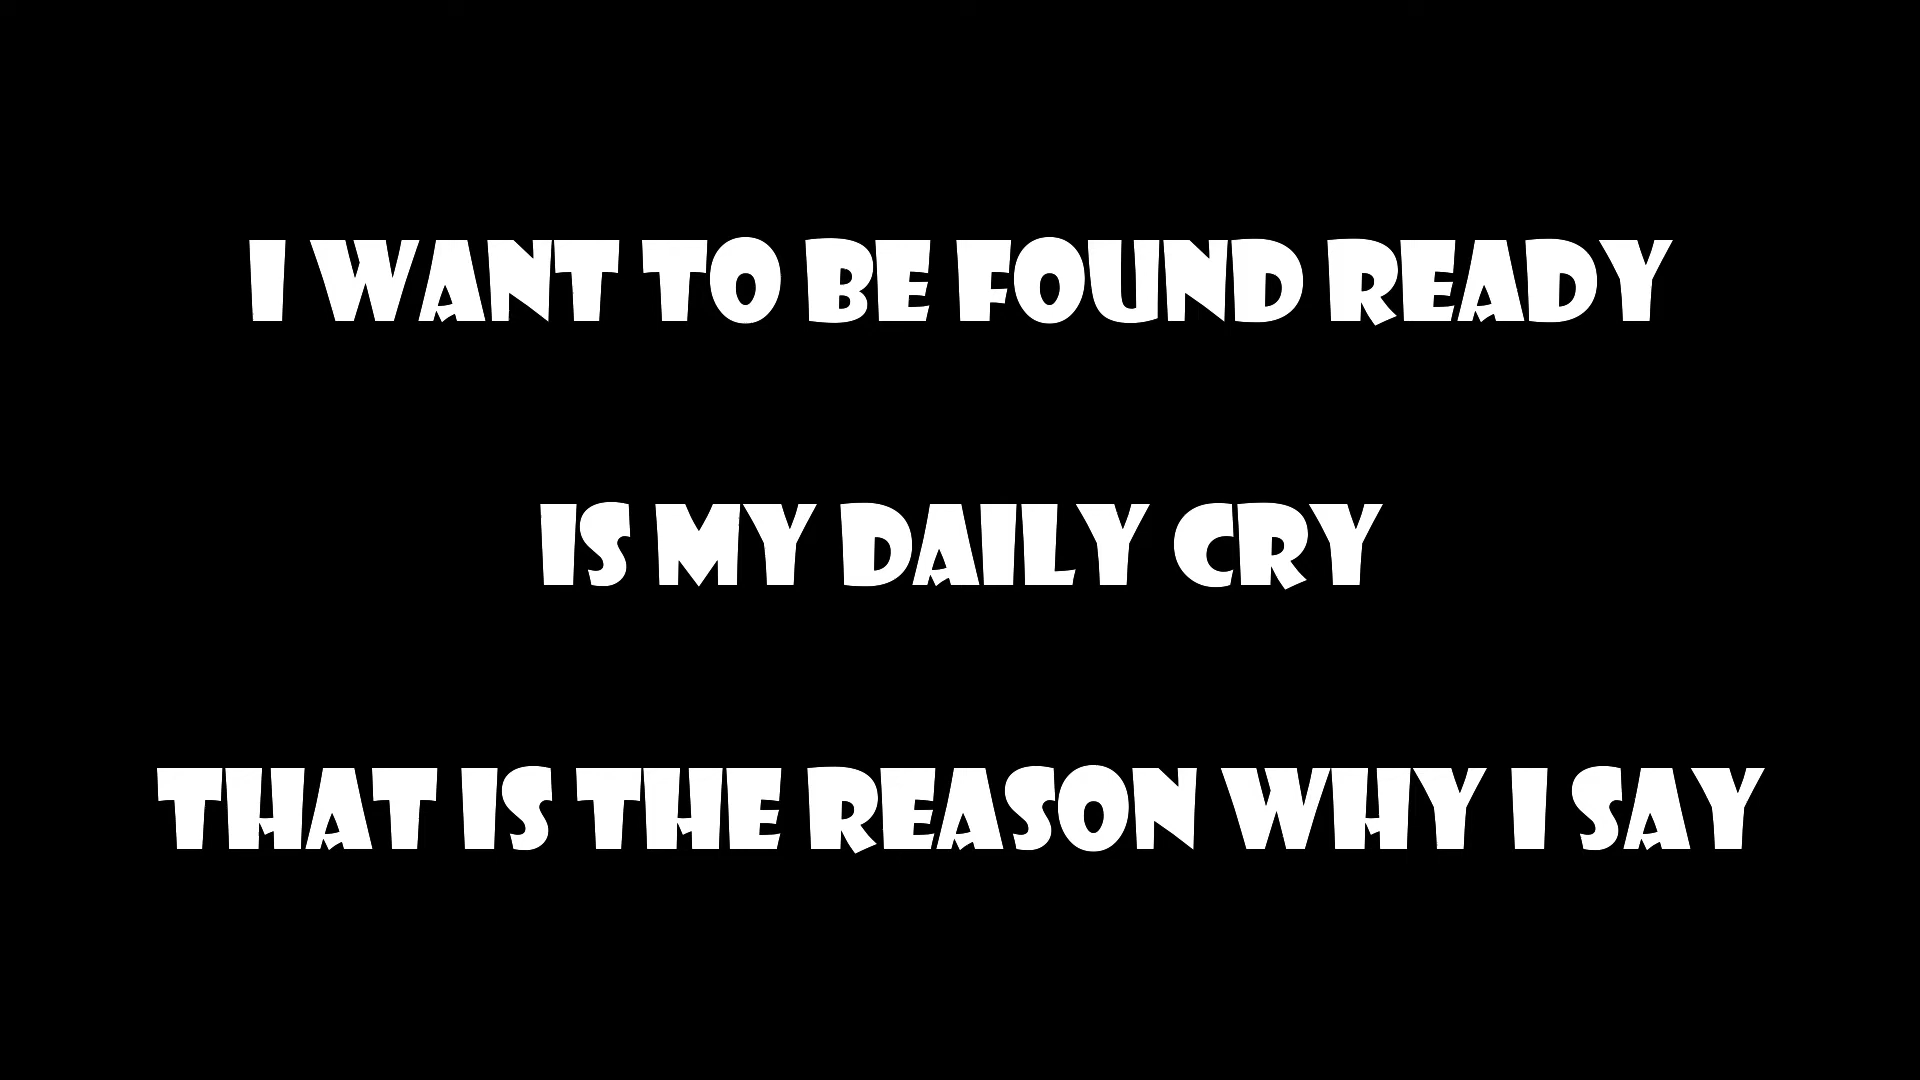 I WANT TO BE FOUND READY
IS MY DAILY CRY
THAT IS THE REASON WHY I SAY